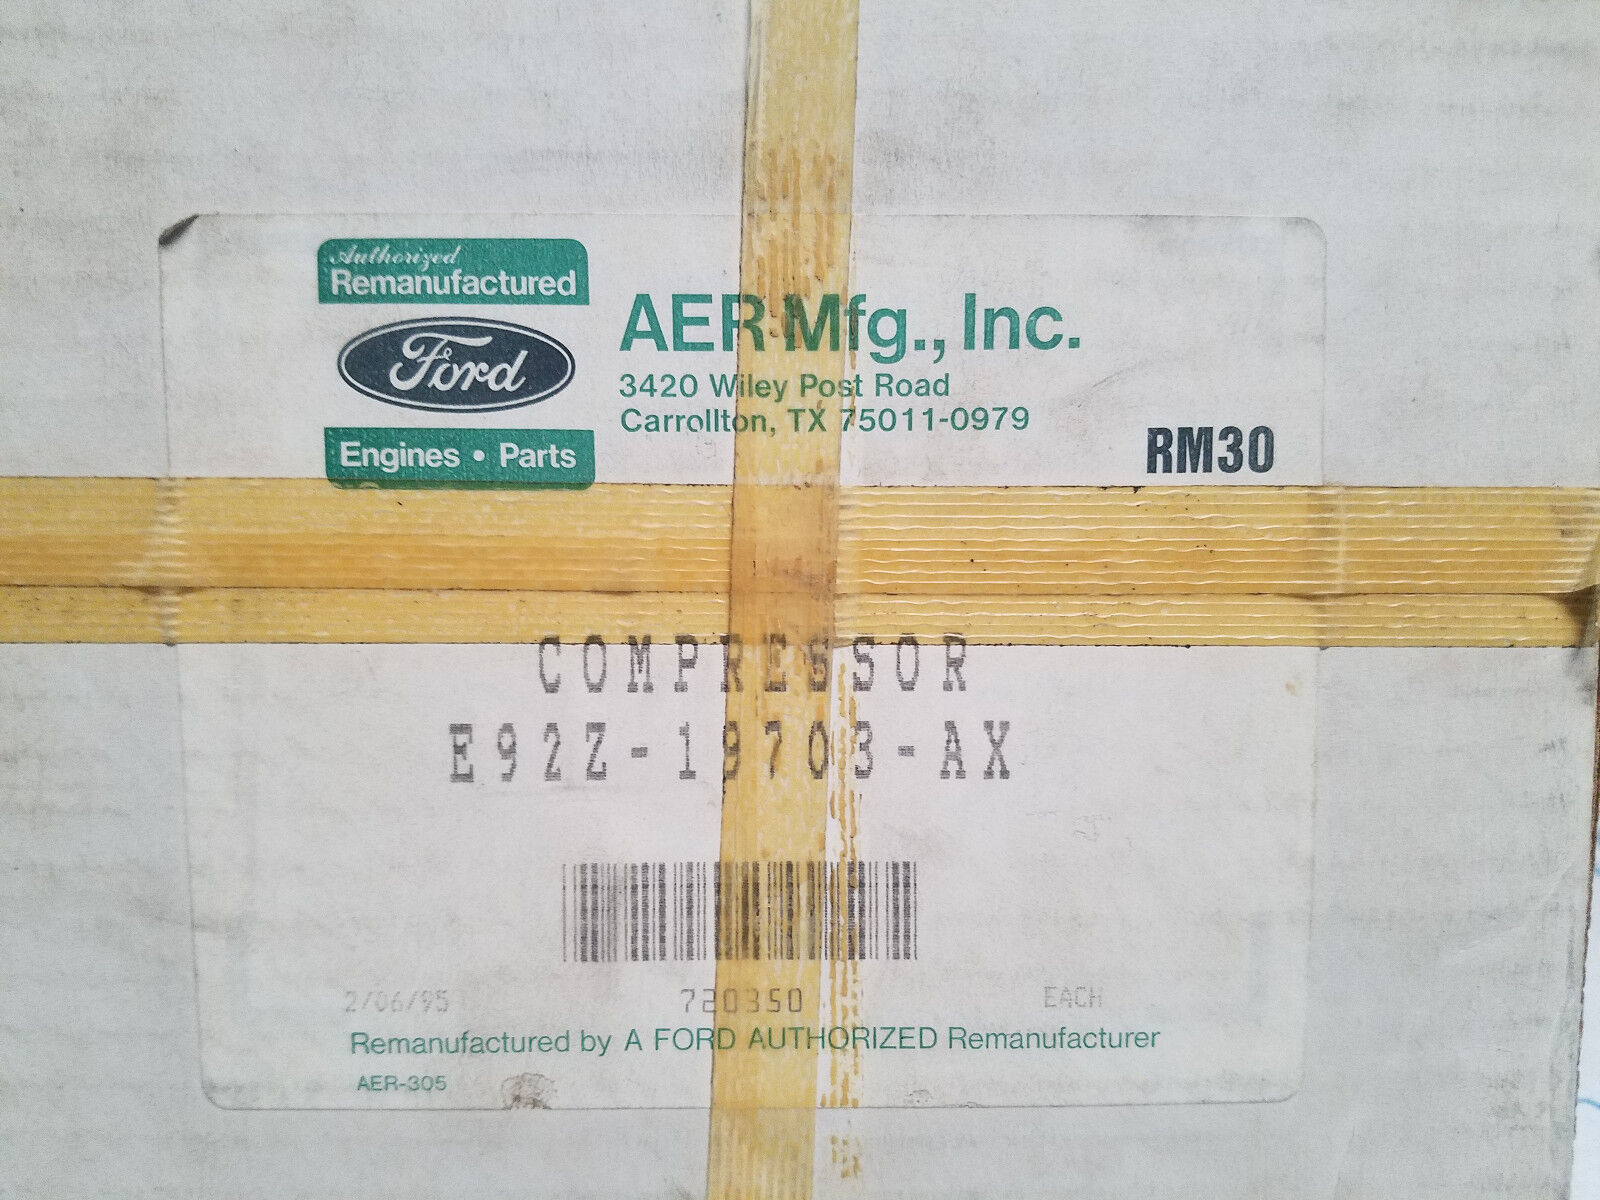 Authorized
Remanufactured
Ford
Engines • Parts
AER Mfg., Inc.
3420 Wiley Post Road
Carrollton, TX 75011-0979
RM30
COMPRESSOR
E92Z-19703-AX
2/06/95 720350 EACH
Remanufactured by A FORD AUTHORIZED Remanufacturer
AER-305